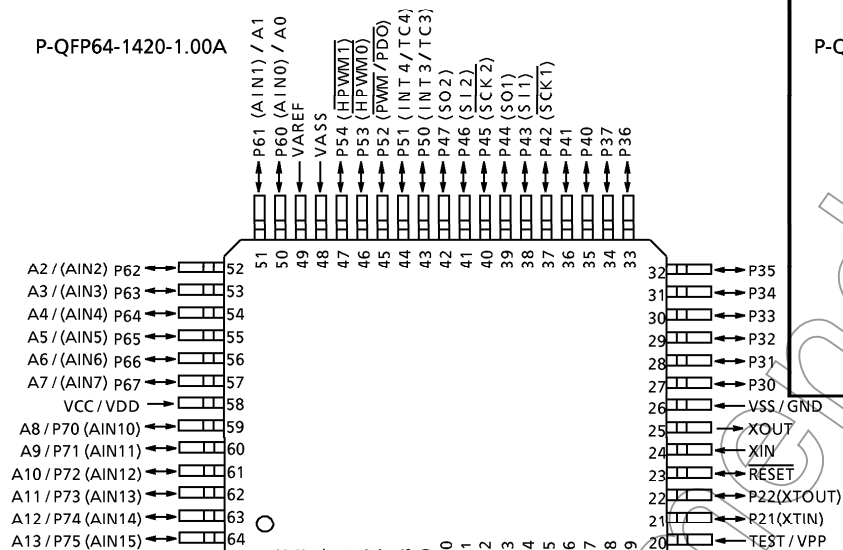 P-QFP64-1420-1.00A
P-Q
P61 (AIN1) / A1
P60 (AIN0) / A0
VAREF
VASS
P54 (HPWM1)
P53 (HPWM0)
P52 (PWM / PDO)
P51 (INT 4 / TC4)
P50 (INT 3 / TC3)
P47 (SO2)
P46 (SI2)
P45 (SCK2)
P44 (SO1)
P43 (SI1)
P42 (SCK1)
P41
P40
P37
P36
51 50 49 48 47 46 45 44 43 42 41 40 39 38 37 36 35 34 33
A2 / (AIN2) P62 52
A3 / (AIN3) P63 53
A4 / (AIN4) P64 54
A5 / (AIN5) P65 55
A6 / (AIN6) P66 56
A7 / (AIN7) P67 57
VCC / VDD 58
A8 / P70 (AIN10) 59
A9 / P71 (AIN11) 60
A10 / P72 (AIN12) 61
A11 / P73 (AIN13) 62
A12 / P74 (AIN14) 63
A13 / P75 (AIN15) 64
32 P35
31 P34
30 P33
29 P32
28 P31
27 P30
26 VSS / GND
25 XOUT
24 XIN
23 RESET
22 P22(XTOUT)
21 P21(XTIN)
20 TEST / VPP